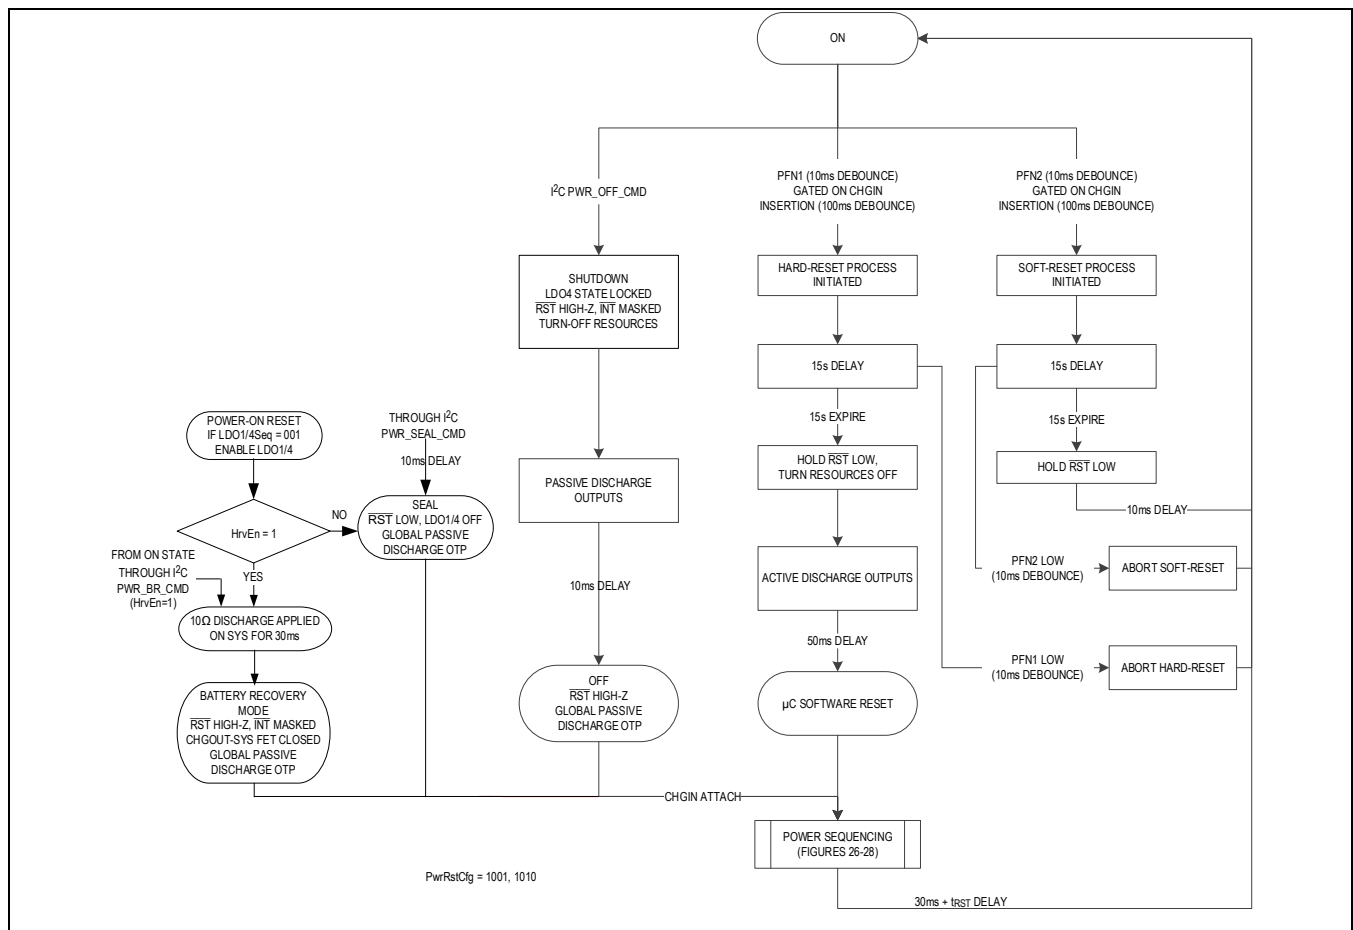 ON
I²C PWR_OFF_CMD
PFN1 (10ms DEBOUNCE)
GATED ON CHGIN
INSERTION (100ms DEBOUNCE)
PFN2 (10ms DEBOUNCE)
GATED ON CHGIN
INSERTION (100ms DEBOUNCE)
SHUTDOWN
LDO4 STATE LOCKED
RST HIGH-Z, INT MASKED
TURN-OFF RESOURCES
HARD-RESET PROCESS
INITIATED
SOFT-RESET PROCESS
INITIATED
15s DELAY
15s DELAY
15s EXPIRE
15s EXPIRE
POWER-ON RESET
IF LDO1/4Seq = 001
ENABLE LDO1/4
THROUGH I²C
PWR_SEAL_CMD
10ms DELAY
PASSIVE DISCHARGE
OUTPUTS
HOLD RST LOW,
TURN RESOURCES OFF
HOLD RST LOW
10ms DELAY
HrvEn = 1
NO
YES
SEAL
RST LOW, LDO1/4 OFF
GLOBAL PASSIVE
DISCHARGE OTP
FROM ON STATE
THROUGH I²C
PWR_BR_CMD
(HrvEn=1)
10ms DELAY
ACTIVE DISCHARGE OUTPUTS
PFN2 LOW
(10ms DEBOUNCE)
ABORT SOFT-RESET
10Ω DISCHARGE APPLIED
ON SYS FOR 30ms
50ms DELAY
PFN1 LOW
(10ms DEBOUNCE)
ABORT HARD-RESET
BATTERY RECOVERY
MODE
RST HIGH-Z, INT MASKED
CHGOUT-SYS FET CLOSED
GLOBAL PASSIVE
DISCHARGE OTP
OFF
RST HIGH-Z
GLOBAL PASSIVE
DISCHARGE OTP
µC SOFTWARE RESET
CHGIN ATTACH
POWER SEQUENCING
(FIGURES 26-28)
PwrRstCfg = 1001, 1010
30ms + tRST DELAY